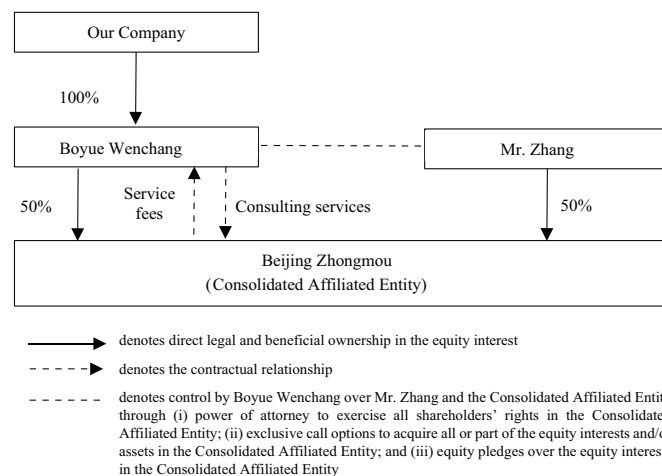 Our Company
100%
Boyue Wenchang
Mr. Zhang
50%
Service
fees
Consulting services
50%
Beijing Zhongmou
(Consolidated Affiliated Entity)
denotes direct legal and beneficial ownership in the equity interest
denotes the contractual relationship
denotes control by Boyue Wenchang over Mr. Zhang and the Consolidated Affiliated Entit
through (i) power of attorney to exercise all shareholders' rights in the Consolidate
Affiliated Entity; (ii) exclusive call options to acquire all or part of the equity interests and/o
assets in the Consolidated Affiliated Entity; and (iii) equity pledges over the equity interes
in the Consolidated Affiliated Entity